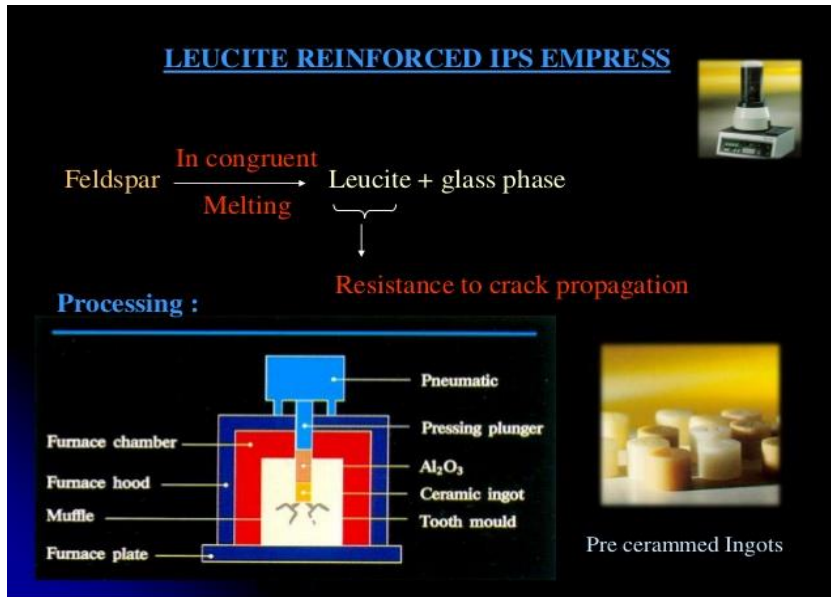 LEUCITE REINFORCED IPS EMPRESS
In congruent
Feldspar
Leucite + glass phase
Melting
Resistance to crack propagation
Processing :
Pneumatic
Pressing plunger
Furnace chamber
Al₂O₃
Furnace hood
Ceramic ingot
Muffle
Tooth mould
Furnace plate
Pre cerammed Ingots